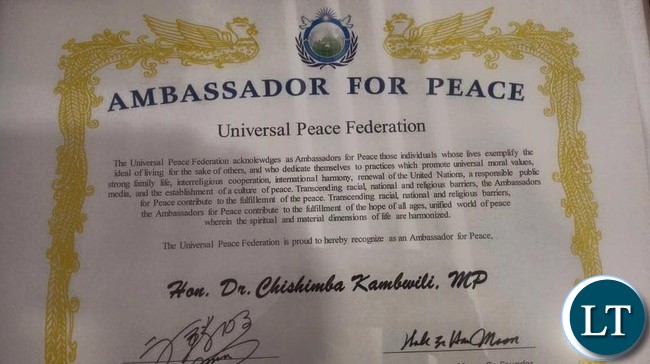 AMBASSADOR FOR PEACE
Universal Peace Federation
The Universal Peace Federation acknolewdges as Ambassadors for Peace those individuals whose lives exemplify the
ideal of living for the sake of others, and who dedicate themselves to practices which promote universal moral values,
strong family life, interreligious cooperation, international harmony, renewal of the United Nations, a responsible public
media, and the establishment of a culture of peace. Transcending racial, national and religious barriers, the Ambassadors
for Peace contribute to the fulfillemnt of the peace. Transcending racial, national and religious barriers,
the Ambassadors for Peace contribute to the fulfillment of the hope of all ages, unified world of peace
wherein the spiritual and material dimensions of life are harmonized.
The Universal Peace Federation is proud to hereby recognize as an Ambassador for Peace,
Hon. Dr. Chishimba Kambwili, MP
Hak Ja Han Moon
LT